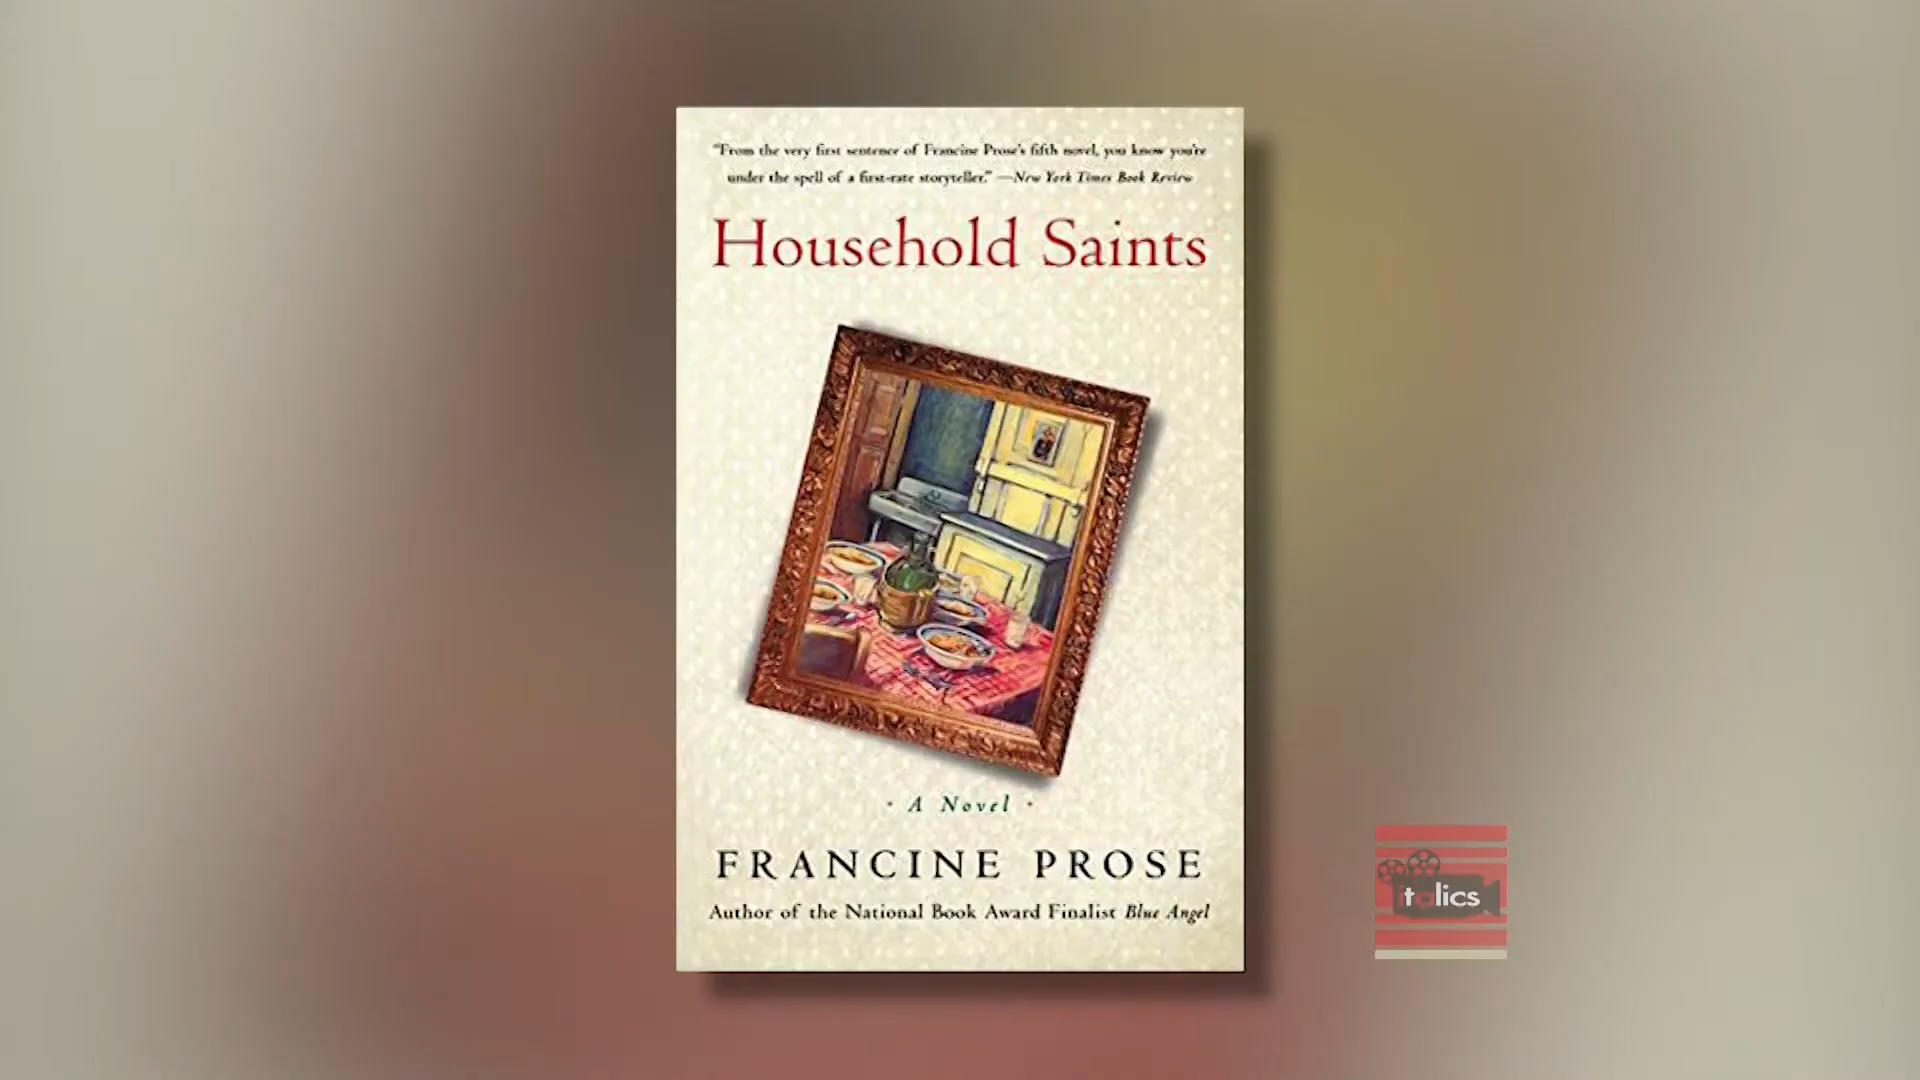 "From the very first sentence of Francine Prose's fifth novel, you know you're
under the spell of a first-rate storyteller." —New York Times Book Review
Household Saints
· A Novel ·
FRANCINE PROSE
Author of the National Book Award Finalist Blue Angel
italics